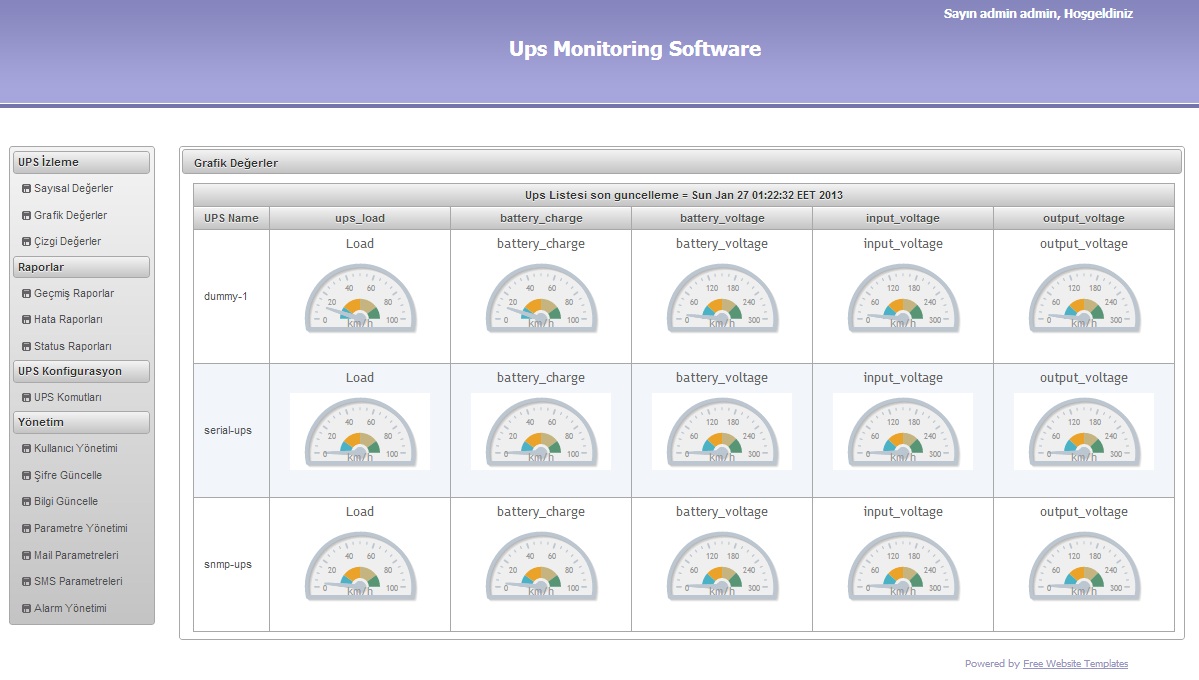 Sayın admin admin, Hoşgeldiniz
Ups Monitoring Software
UPS İzleme
Sayısal Değerler
Grafik Değerler
Çizgi Değerler
Raporlar
Geçmiş Raporlar
Hata Raporları
Status Raporları
UPS Konfigurasyon
UPS Komutları
Yönetim
Kullanıcı Yönetimi
Şifre Güncelle
Bilgi Güncelle
Parametre Yönetimi
Mail Parametreleri
SMS Parametreleri
Alarm Yönetimi
Grafik Değerler
Ups Listesi son guncelleme = Sun Jan 27 01:22:32 EET 2013
UPS Name ups_load battery_charge battery_voltage input_voltage output_voltage
Load battery_charge battery_voltage input_voltage output_voltage
40 60 40 60 120 180 120 180 120 180
20 80 20 80 60 240 60 240 60 240
dummy-1
0 100 0 100 0 300 0 300 0 300
km/h km/h km/h km/h km/h
Load battery_charge battery_voltage input_voltage output_voltage
40 60 40 60 120 180 120 180 120 180
20 80 20 80 60 240 60 240 60 240
serial-ups
0 100 0 100 0 300 0 300 0 300
km/h km/h km/h km/h km/h
Load battery_charge battery_voltage input_voltage output_voltage
40 60 40 60 120 180 120 180 120 180
20 80 20 80 60 240 60 240 60 240
snmp-ups
0 100 0 100 0 300 0 300 0 300
km/h km/h km/h km/h km/h
Powered by Free Website Templates